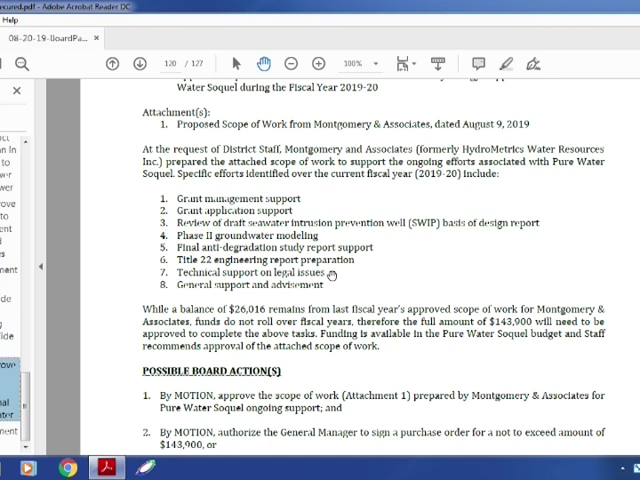 ecured.pdf - Adobe Acrobat Reader DC
Help
08-20-19-BoardPa... ×
120 / 127
100%
Water Soquel during the Fiscal Year 2019-20
Attachment(s):
1. Proposed Scope of Work from Montgomery & Associates, dated August 9, 2019
At the request of District Staff, Montgomery and Associates (formerly HydroMetrics Water Resources
Inc.) prepared the attached scope of work to support the ongoing efforts associated with Pure Water
Soquel. Specific efforts identified over the current fiscal year (2019-20) include:
1. Grant management support
2. Grant application support
3. Review of draft seawater intrusion prevention well (SWIP) basis of design report
4. Phase II groundwater modeling
5. Final anti-degradation study report support
6. Title 22 engineering report preparation
7. Technical support on legal issues
8. General support and advisement
While a balance of $26,016 remains from last fiscal year's approved scope of work for Montgomery &
Associates, funds do not roll over fiscal years, therefore the full amount of $143,900 will need to be
approved to complete the above tasks. Funding is available in the Pure Water Soquel budget and Staff
recommends approval of the attached scope of work.
POSSIBLE BOARD ACTION(S)
1. By MOTION, approve the scope of work (Attachment 1) prepared by Montgomery & Associates for
Pure Water Soquel ongoing support; and
2. By MOTION, authorize the General Manager to sign a purchase order for a not to exceed amount of
$143,900, or